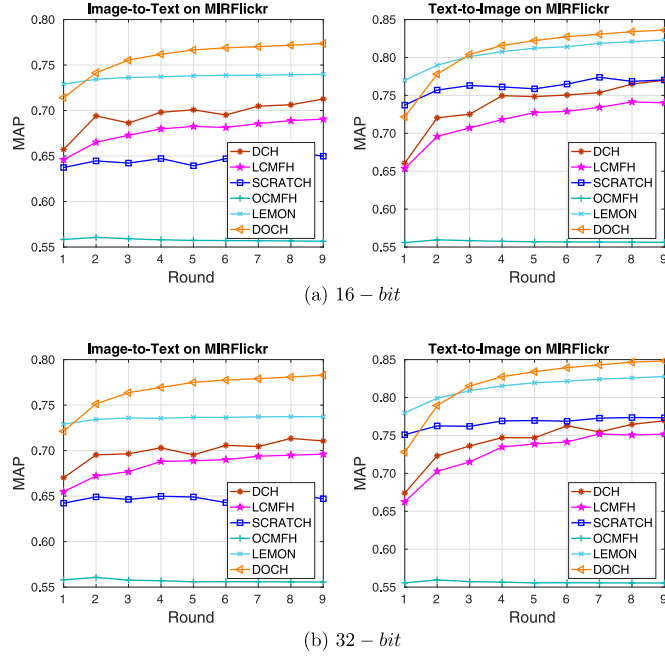 Image-to-Text on MIRFlickr
0.80
0.75
0.70
0.65
0.60
0.55
MAP
DCH
LCMFH
SCRATCH
OCMFH
LEMON
DOCH
1 2 3 4 5 6 7 8 9
Round
Text-to-Image on MIRFlickr
0.85
0.80
0.75
0.70
0.65
0.60
0.55
MAP
DCH
LCMFH
SCRATCH
OCMFH
LEMON
DOCH
1 2 3 4 5 6 7 8 9
Round
(a) 16 − bit
Image-to-Text on MIRFlickr
0.80
0.75
0.70
0.65
0.60
0.55
MAP
DCH
LCMFH
SCRATCH
OCMFH
LEMON
DOCH
1 2 3 4 5 6 7 8 9
Round
Text-to-Image on MIRFlickr
0.85
0.80
0.75
0.70
0.65
0.60
0.55
MAP
DCH
LCMFH
SCRATCH
OCMFH
LEMON
DOCH
1 2 3 4 5 6 7 8 9
Round
(b) 32 − bit